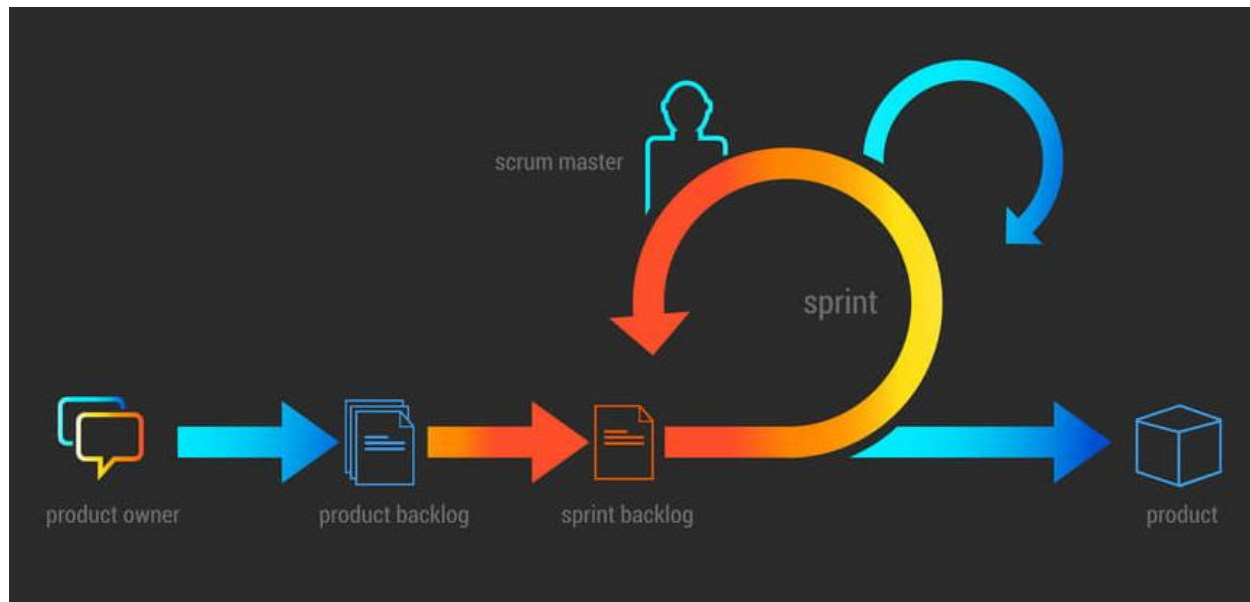 scrum master
sprint
product owner
product backlog
sprint backlog
product